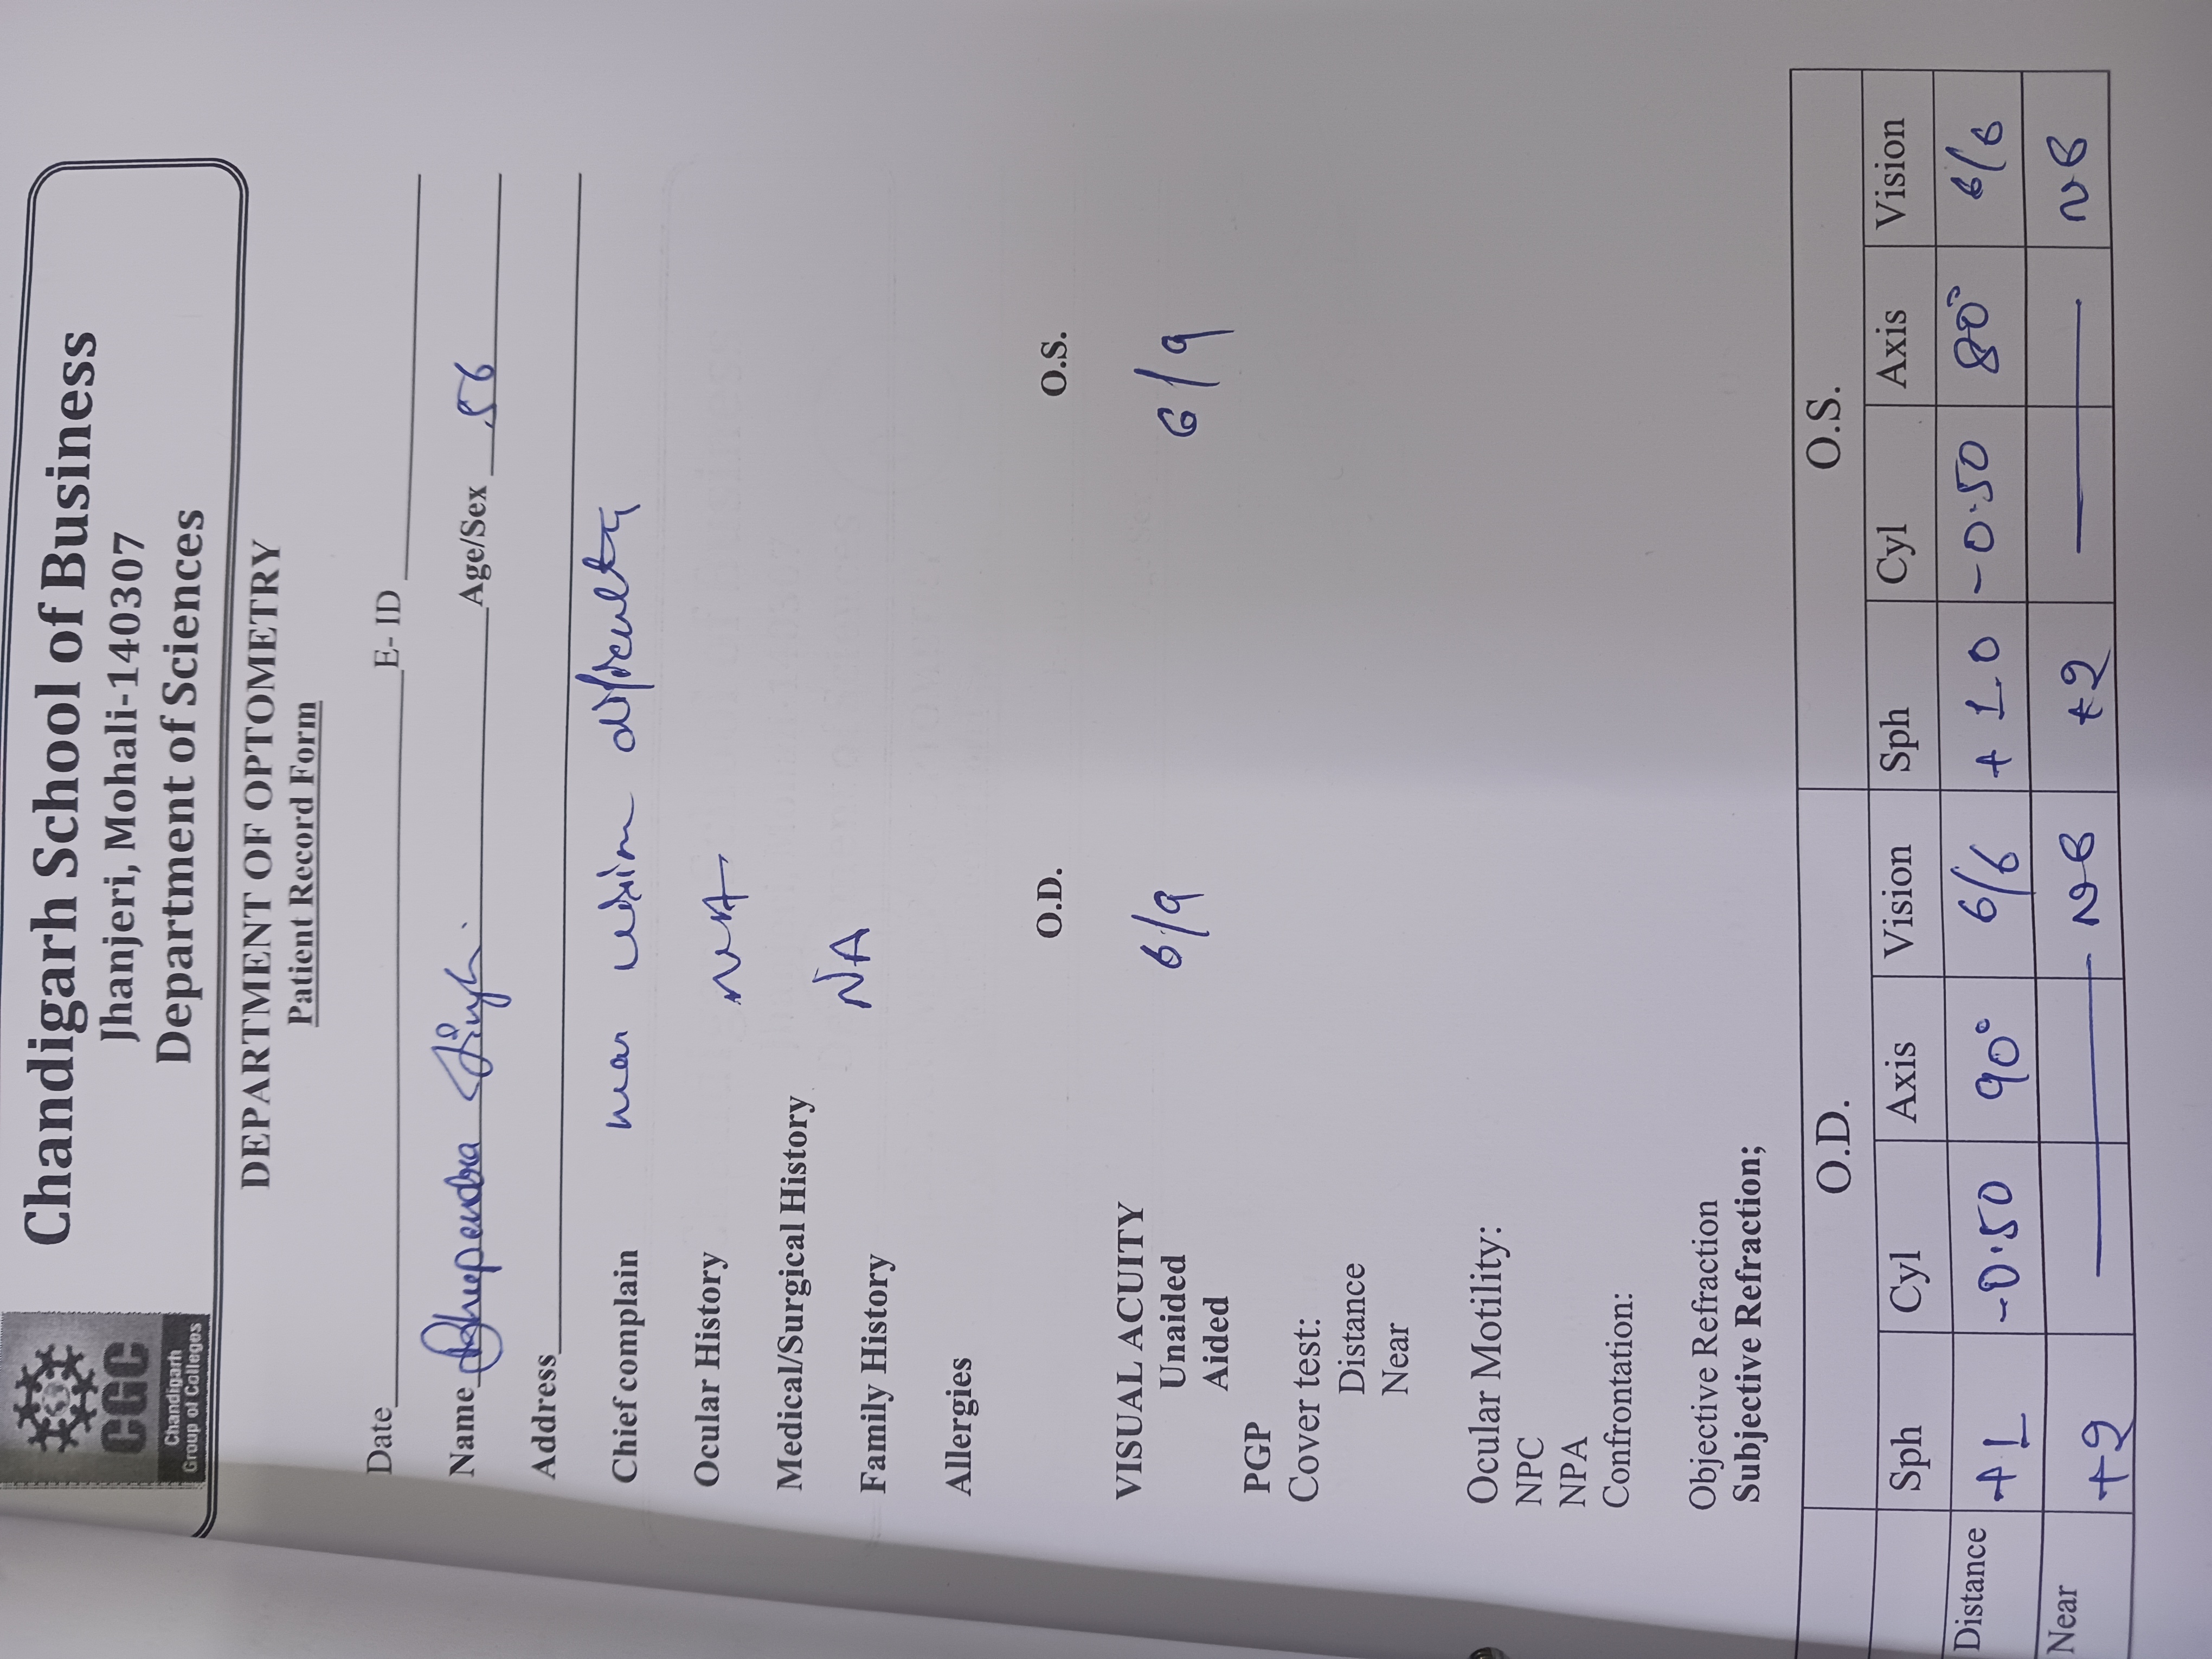 CGC
Chandigarh
Group of Colleges
Chandigarh School of Business
Jhanjeri, Mohali-140307
Department of Sciences
DEPARTMENT OF OPTOMETRY
Patient Record Form
Date E- ID
Name Bhupendra Singh. Age/Sex 56
Address
Chief complain near vision difficulty
Ocular History NA
Medical/Surgical History
NA
Family History
Allergies
O.D. O.S.
VISUAL ACUITY
Unaided 6/9 6/9
Aided
PGP
Cover test:
Distance
Near
Ocular Motility:
NPC
NPA
Confrontation:
Objective Refraction
Subjective Refraction;
O.D. O.S.
Sph Cyl Axis Vision Sph Cyl Axis Vision
Distance +1 -0.50 90° 6/6 +1.0 -0.50 80° 6/6
Near +2 — N6 +2 — N6